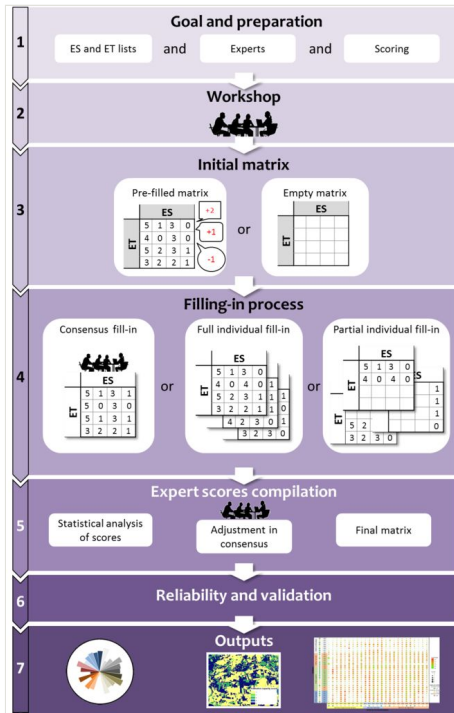 Goal and preparation
1
ES and ET lists and Experts and Scoring
Workshop
2
Initial matrix
3
Pre-filled matrix
ES
ET
5 1 3 0
4 0 3 0
5 2 3 1
3 2 2 1
+2
+1
-1
or
Empty matrix
ES
ET
Filling-in process
4
Consensus fill-in
ES
ET
5 1 3 1
5 0 3 0
5 1 3 1
3 2 2 1
or
Full individual fill-in
ES
ET
5 1 3 0
4 0 4 0 1
5 2 3 1 1
3 2 2 1 1 0
4 2 3 0 1
3 2 3 0
or
Partial individual fill-in
ES
ET
5 1 3 0
4 0 4 0
ES
1
1
1
0
ET
5 2
3 2 3 0
Expert scores compilation
5
Statistical analysis
of scores
Adjustment in
consensus
Final matrix
6
Reliability and validation
Outputs
7